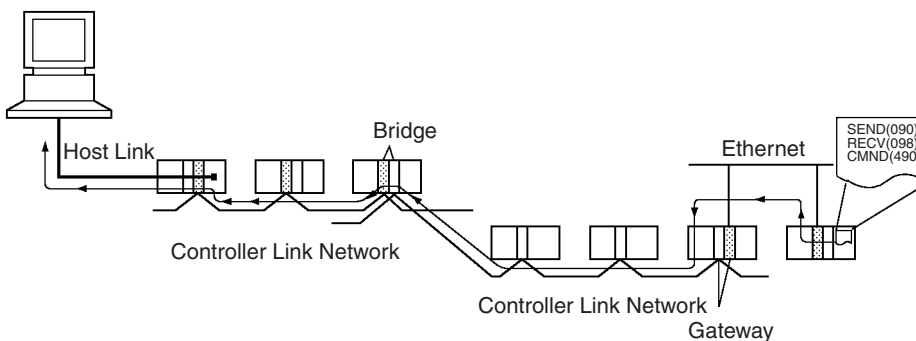 Bridge
Host Link
Ethernet
SEND(090)
RECV(098)
CMND(490
Controller Link Network
Controller Link Network
Gateway